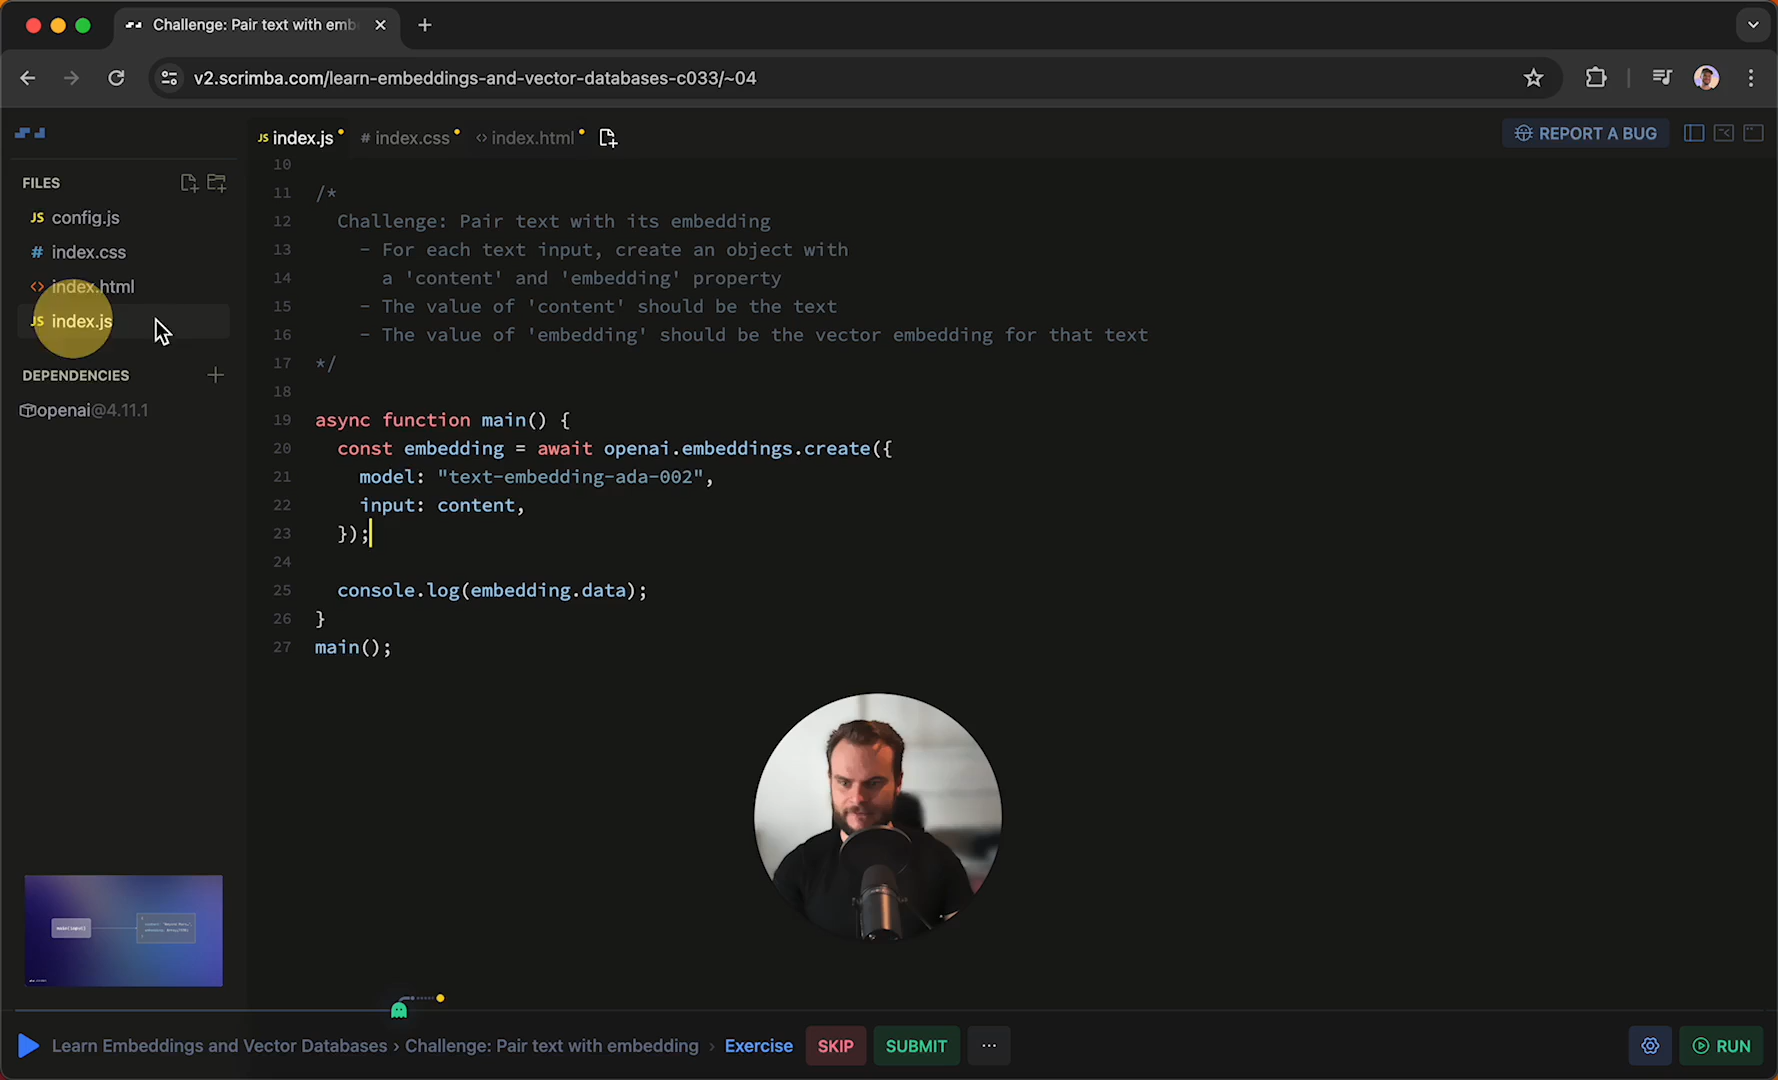 Challenge: Pair text with emb
v2.scrimba.com/learn-embeddings-and-vector-databases-c033/~04
JS index.js
# index.css
<> index.html
REPORT A BUG
FILES
JS config.js
# index.css
<> index.html
JS index.js
DEPENDENCIES
openai@4.11.1
10
11 /*
12 Challenge: Pair text with its embedding
13 - For each text input, create an object with
14 a 'content' and 'embedding' property
15 - The value of 'content' should be the text
16 - The value of 'embedding' should be the vector embedding for that text
17 */
18
19 async function main() {
20 const embedding = await openai.embeddings.create({
21 model: "text-embedding-ada-002",
22 input: content,
23 });
24
25 console.log(embedding.data);
26 }
27 main();
main(input)
Learn Embeddings and Vector Databases › Challenge: Pair text with embedding › Exercise
SKIP
SUBMIT
...
RUN